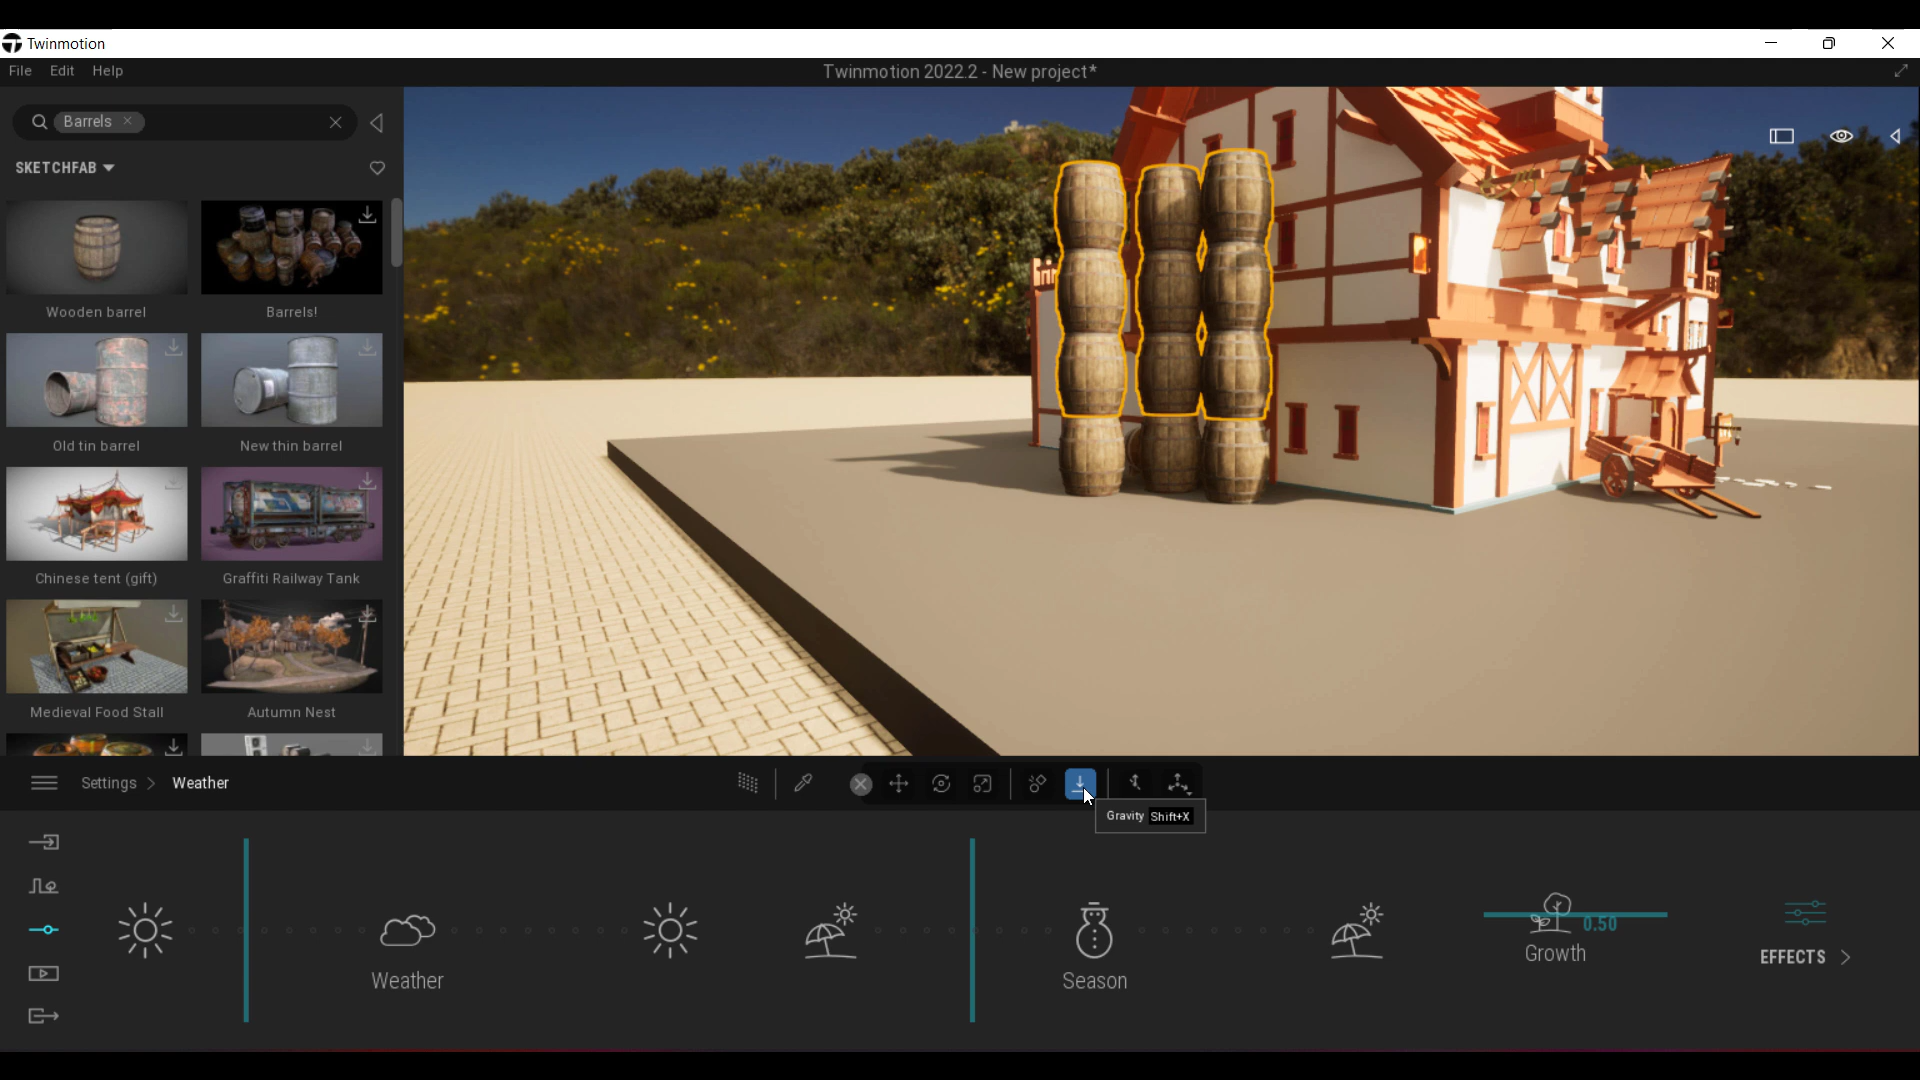 Twinmotion
File Edit Help
Twinmotion 2022.2 - New project*
Barrels
SKETCHFAB
Wooden barrel
Barrels!
Old tin barrel
New thin barrel
Chinese tent (gift)
Graffiti Railway Tank
Medieval Food Stall
Autumn Nest
Settings > Weather
Gravity Shift+X
Weather
Season
0.50
Growth
EFFECTS >